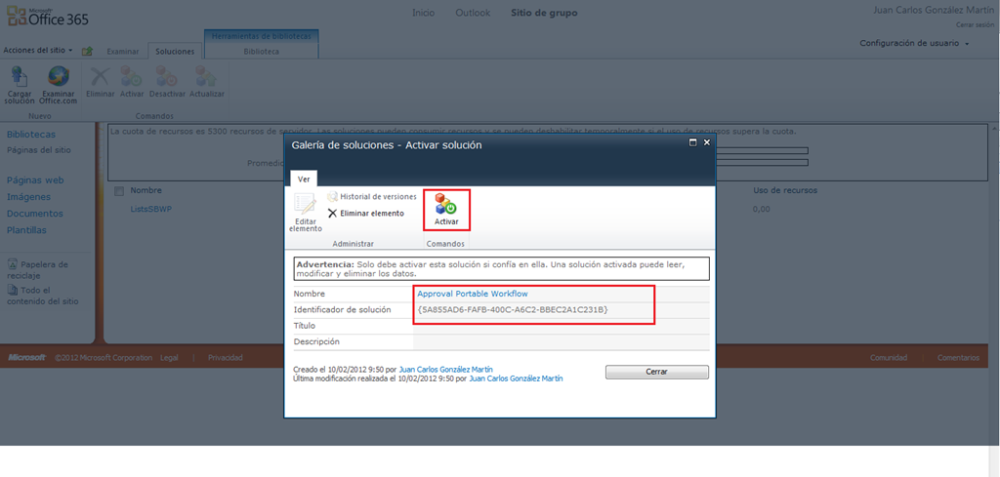 Microsoft
Office 365
Inicio Outlook Sitio de grupo
Juan Carlos González Martín
Cerrar sesión
Herramientas de bibliotecas
Acciones del sitio Examinar Soluciones Biblioteca
Configuración de usuario
Cargar solución
Examinar Office.com
Eliminar Activar Desactivar Actualizar
Nuevo Comandos
Bibliotecas
Páginas del sitio
Páginas web
Imágenes
Documentos
Plantillas
Papelera de reciclaje
Todo el contenido del sitio
La cuota de recursos es 5300 recursos de servidor. Las soluciones pueden consumir recursos y se pueden deshabilitar temporalmente si el uso de recursos supera la cuota.
Promedio
Nombre Uso de recursos
ListsSBWP 0,00
Galería de soluciones - Activar solución
Ver
Editar elemento
Historial de versiones
Eliminar elemento
Activar
Administrar Comandos
Advertencia: Solo debe activar esta solución si confía en ella. Una solución activada puede leer,
modificar y eliminar los datos.
Nombre Approval Portable Workflow
Identificador de solución {5A855AD6-FAFB-400C-A6C2-BBEC2A1C231B}
Título
Descripción
Creado el 10/02/2012 9:50 por Juan Carlos González Martín
Última modificación realizada el 10/02/2012 9:50 por Juan Carlos González Martín
Cerrar
Microsoft ©2012 Microsoft Corporation Legal | Privacidad Comunidad | Comentarios